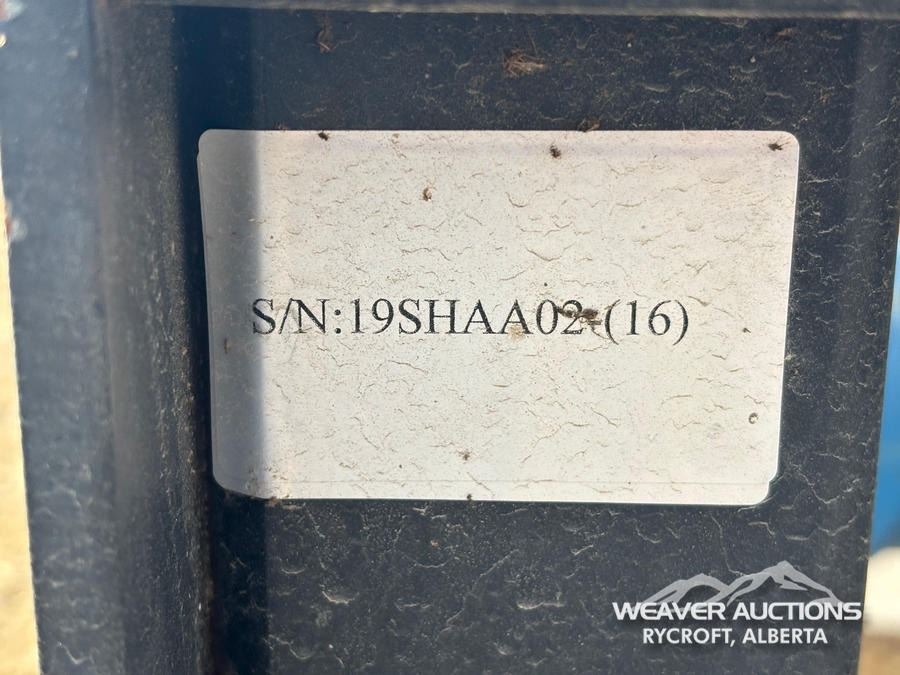 S/N:19SHAA02-(16)
WEAVER AUCTIONS
RYCROFT, ALBERTA